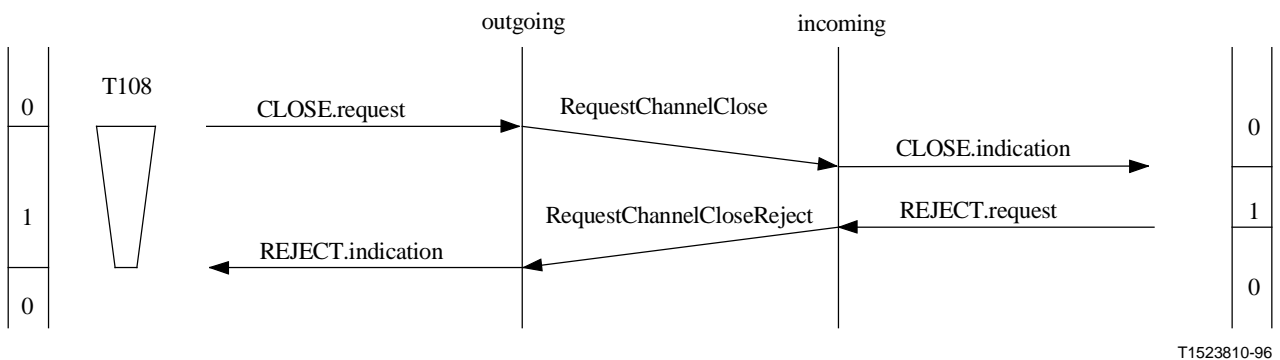 outgoing
incoming
T108
0
CLOSE.request
RequestChannelClose
0
CLOSE.indication
1
RequestChannelCloseReject
REJECT.request
1
REJECT.indication
0
0
T1523810-96